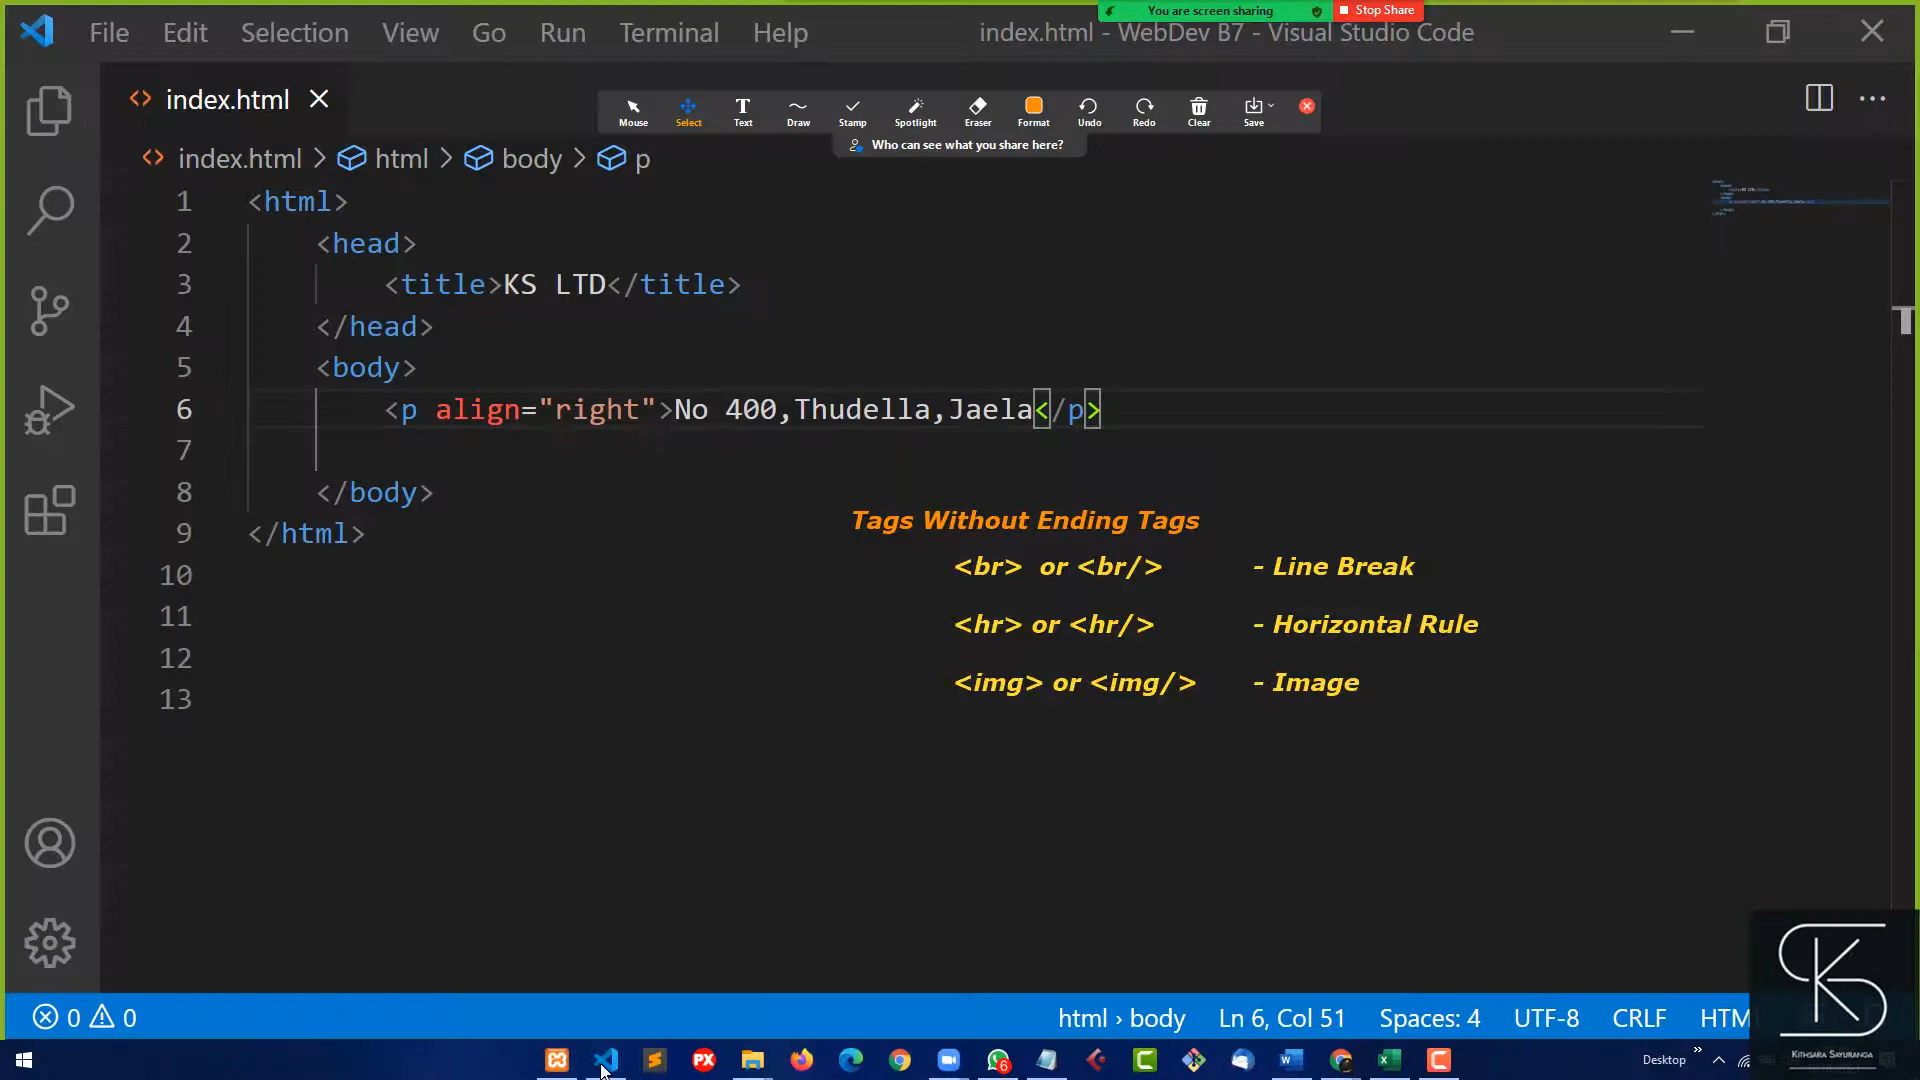 You are screen sharing
Stop Share
File Edit Selection View Go Run Terminal Help
index.html - WebDev B7 - Visual Studio Code
index.html
Mouse Select Text Draw Stamp Spotlight Eraser Format Undo Redo Clear Save
Who can see what you share here?
index.html > html > body > p
1 <html>
2 <head>
3 <title>KS LTD</title>
4 </head>
5 <body>
6 <p align="right">No 400,Thudella,Jaela</p>
7
8 </body>
9 </html>
10
11
12
13
Tags Without Ending Tags
<br> or <br/> - Line Break
<hr> or <hr/> - Horizontal Rule
<img> or <img/> - Image
0 0
html › body Ln 6, Col 51 Spaces: 4 UTF-8 CRLF
PX
6
Desktop
KITHSARA SAYURANGA